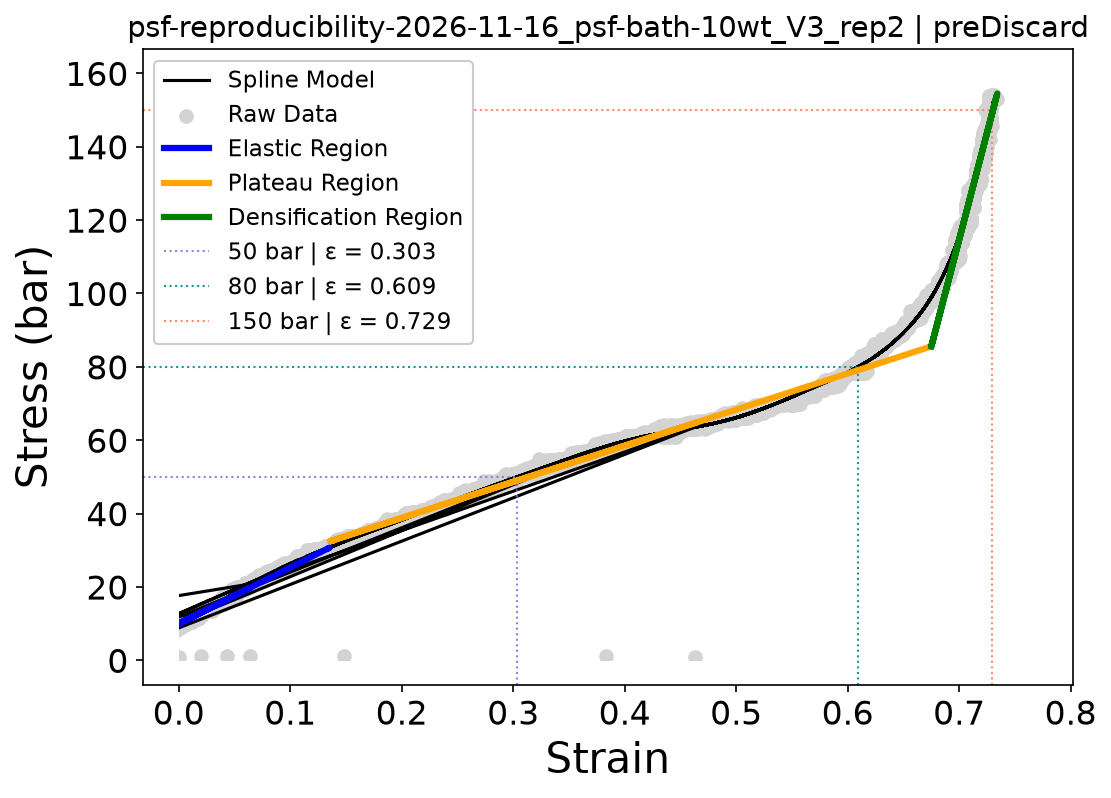 psf-reproducibility-2026-11-16_psf-bath-10wt_V3_rep2 | preDiscard
Spline Model
Raw Data
Elastic Region
Plateau Region
Densification Region
50 bar | ε = 0.303
80 bar | ε = 0.609
150 bar | ε = 0.729
160
140
120
100
80
60
40
20
0
Stress (bar)
0.0 0.1 0.2 0.3 0.4 0.5 0.6 0.7 0.8
Strain